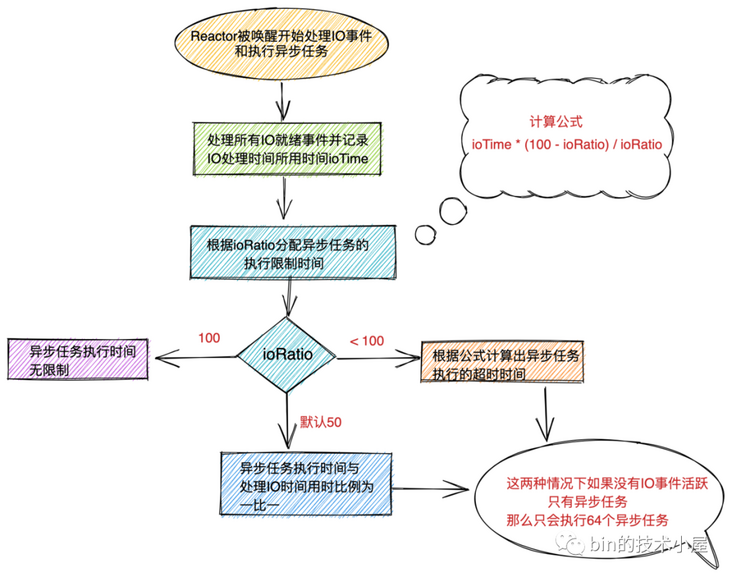 Reactor被唤醒开始处理IO事件
和执行异步任务
处理所有IO就绪事件并记录
IO处理时间所用时间ioTime
计算公式
ioTime * (100 - ioRatio) / ioRatio
根据ioRatio分配异步任务的
执行限制时间
ioRatio
100
< 100
默认50
异步任务执行时间
无限制
根据公式计算出异步任务
执行的超时时间
异步任务执行时间与
处理IO时间用时比例为
一比一
这两种情况下如果没有IO事件活跃
只有异步任务
那么只会执行64个异步任务
bin的技术小屋